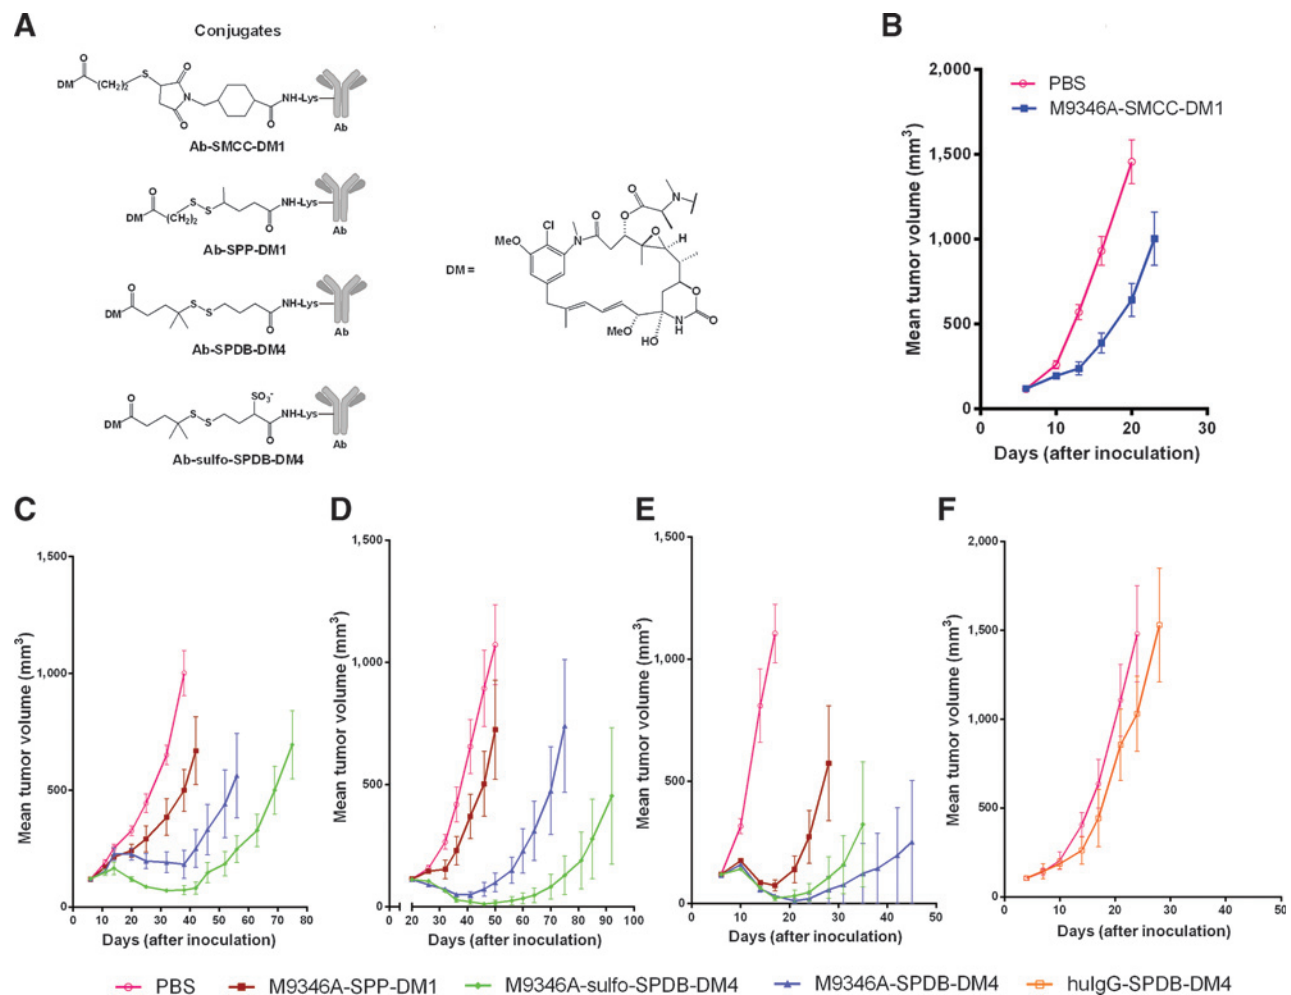 A
Conjugates
DM
O
(CH₂)₂
S
O
N
O
O
NH-Lys
Ab
Ab-SMCC-DM1
DM
O
(CH₂)₂
S
S
O
NH-Lys
Ab
Ab-SPP-DM1
DM
O
S
S
O
NH-Lys
Ab
Ab-SPDB-DM4
DM
O
S
S
SO₃⁻
O
NH-Lys
Ab
Ab-sulfo-SPDB-DM4
DM =
MeO
Cl
N
O
O
O
N
O
H
O
O
N
H
MeO
HO
B
2,000
1,500
1,000
500
0
0 10 20 30
Mean tumor volume (mm³)
Days (after inoculation)
PBS
M9346A-SMCC-DM1
C
1,500
1,000
500
0
0 10 20 30 40 50 60 70 80
Mean tumor volume (mm³)
Days (after inoculation)
D
1,500
1,000
500
0
0 20 30 40 50 60 70 80 90 100
Mean tumor volume (mm³)
Days (after inoculation)
E
1,500
1,000
500
0
0 10 20 30 40 50
Mean tumor volume (mm³)
Days (after inoculation)
F
2,000
1,500
1,000
500
0
0 10 20 30 40 50
Mean tumor volume (mm³)
Days (after inoculation)
PBS M9346A-SPP-DM1 M9346A-sulfo-SPDB-DM4 M9346A-SPDB-DM4 huIgG-SPDB-DM4